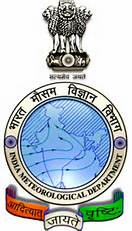 सत्यमेव जयते
भारत मौसम विज्ञान विभाग
INDIA METEOROLOGICAL DEPARTMENT
आदित्यात् जायते वृष्टिः